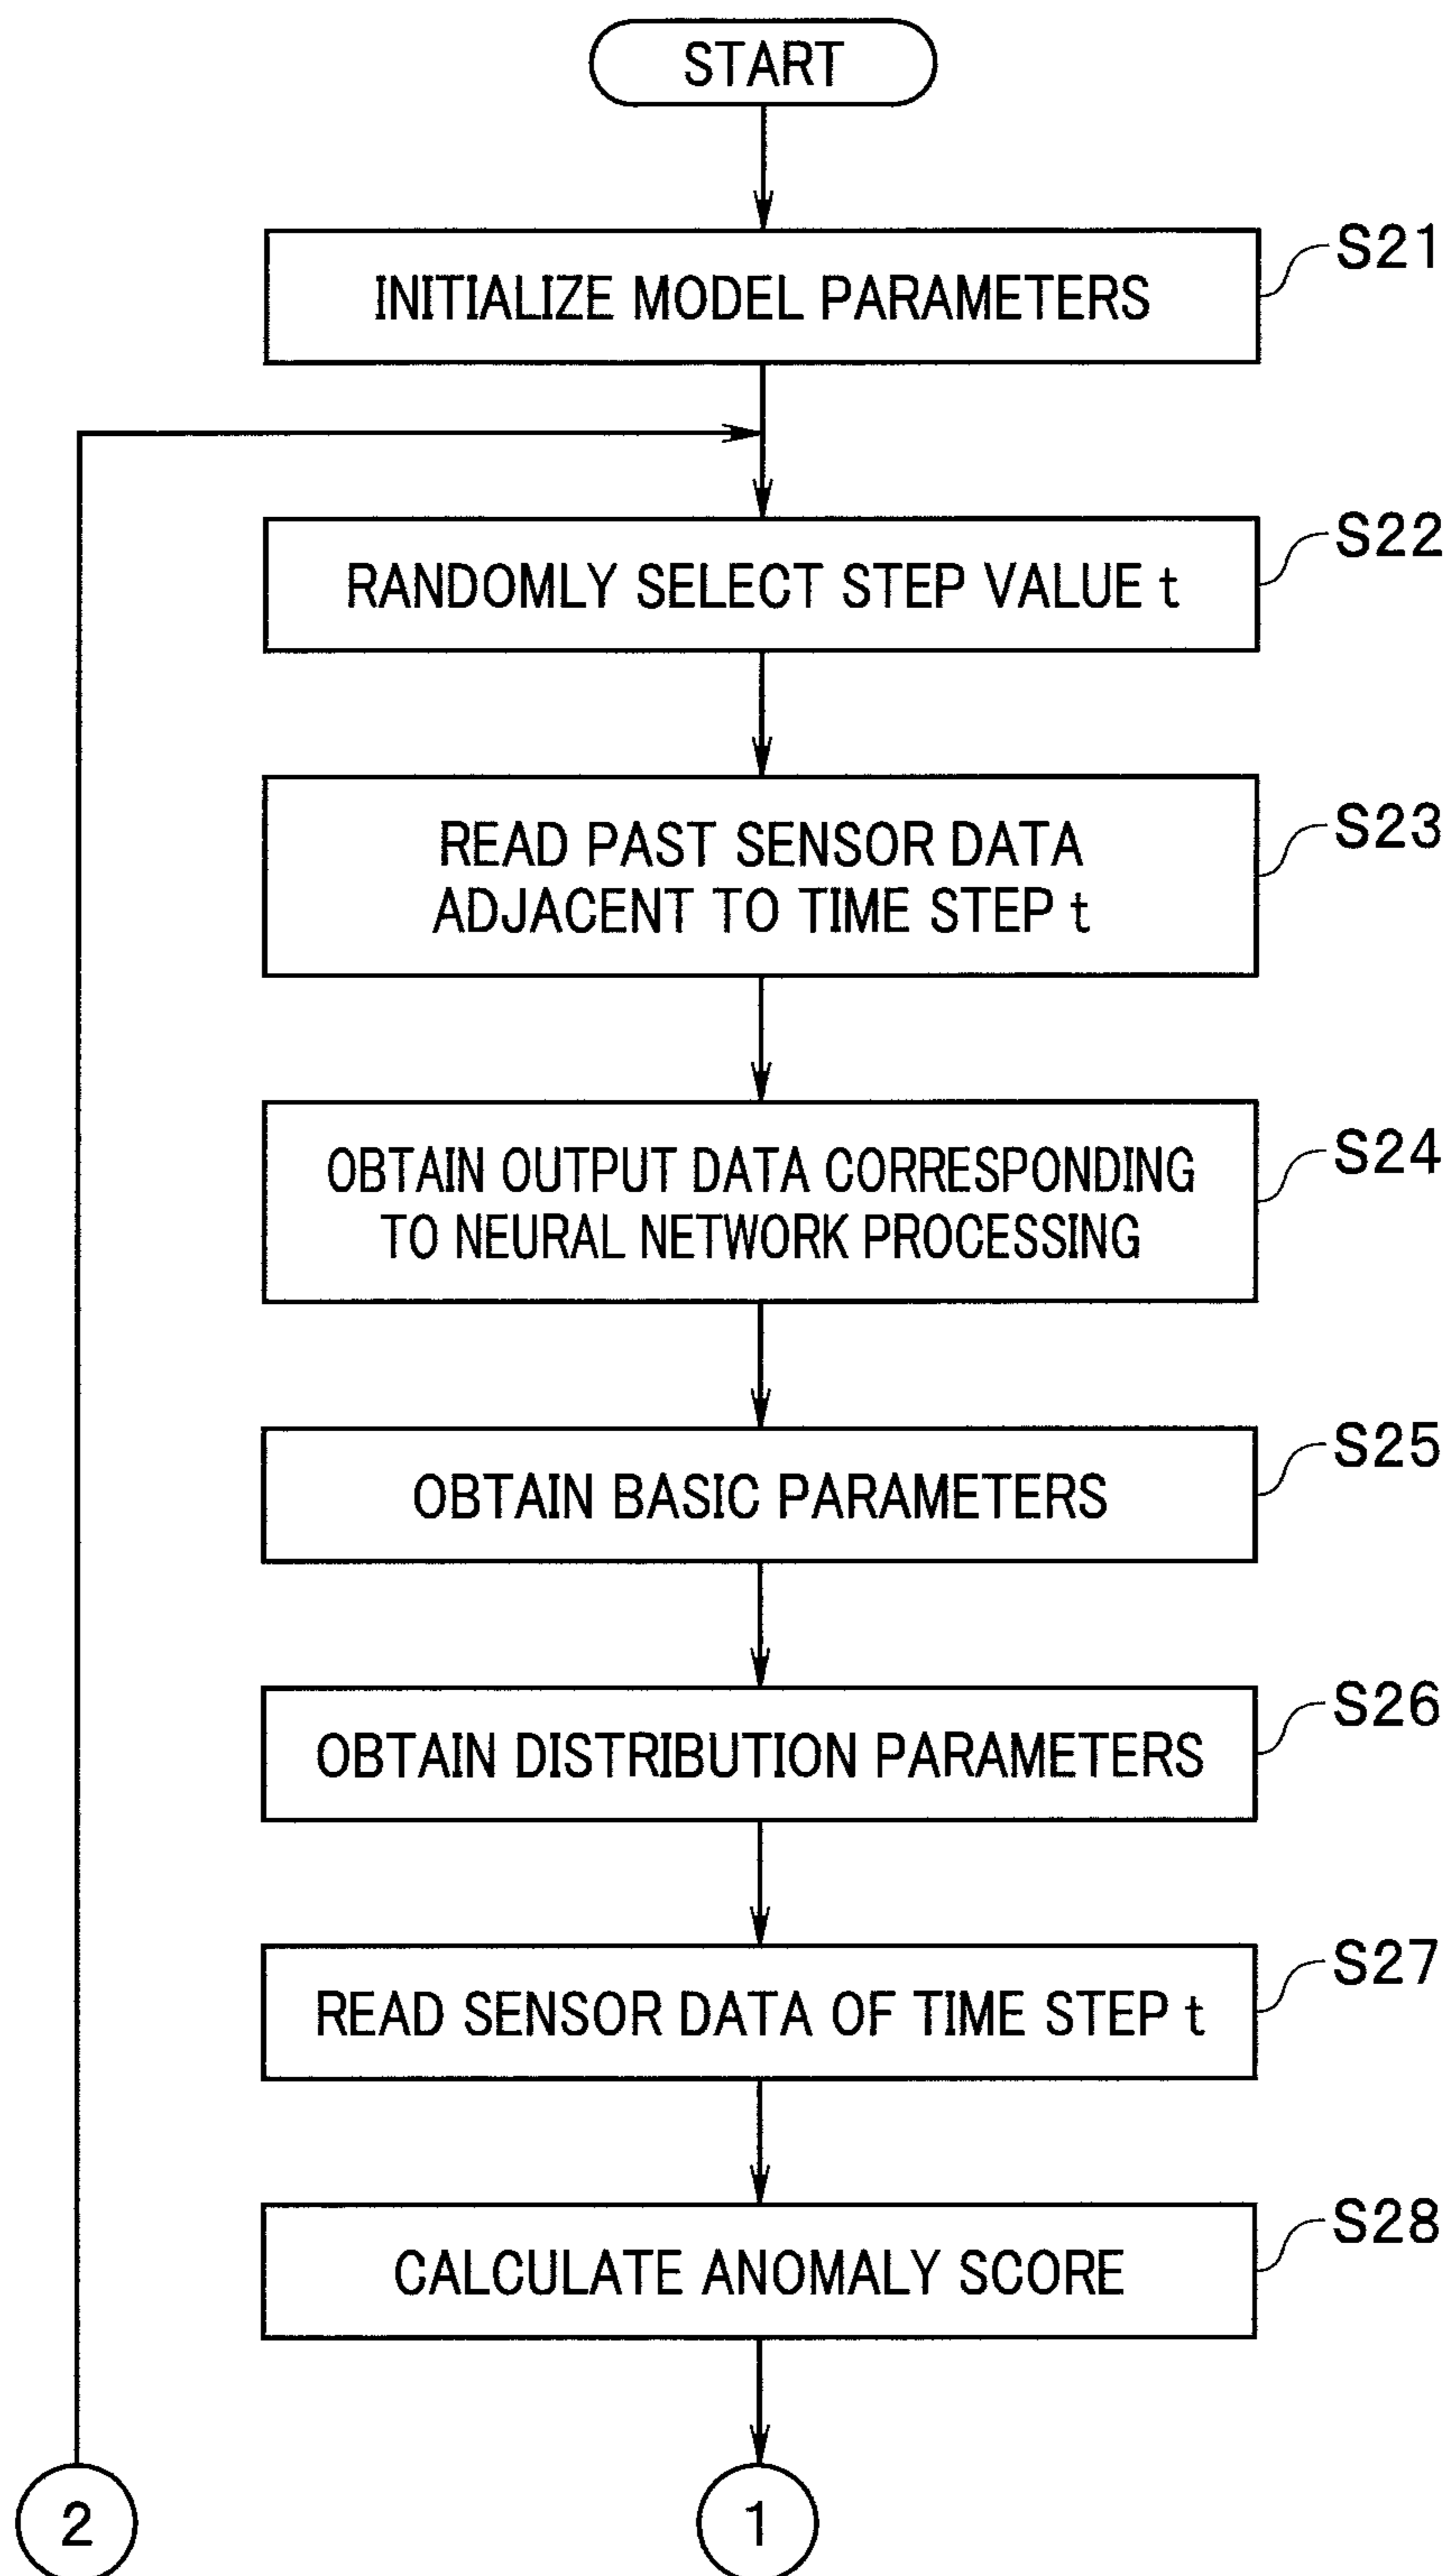 START
S21
INITIALIZE MODEL PARAMETERS
S22
RANDOMLY SELECT STEP VALUE t
S23
READ PAST SENSOR DATA
ADJACENT TO TIME STEP t
S24
OBTAIN OUTPUT DATA CORRESPONDING
TO NEURAL NETWORK PROCESSING
S25
OBTAIN BASIC PARAMETERS
S26
OBTAIN DISTRIBUTION PARAMETERS
S27
READ SENSOR DATA OF TIME STEP t
S28
CALCULATE ANOMALY SCORE
2
1